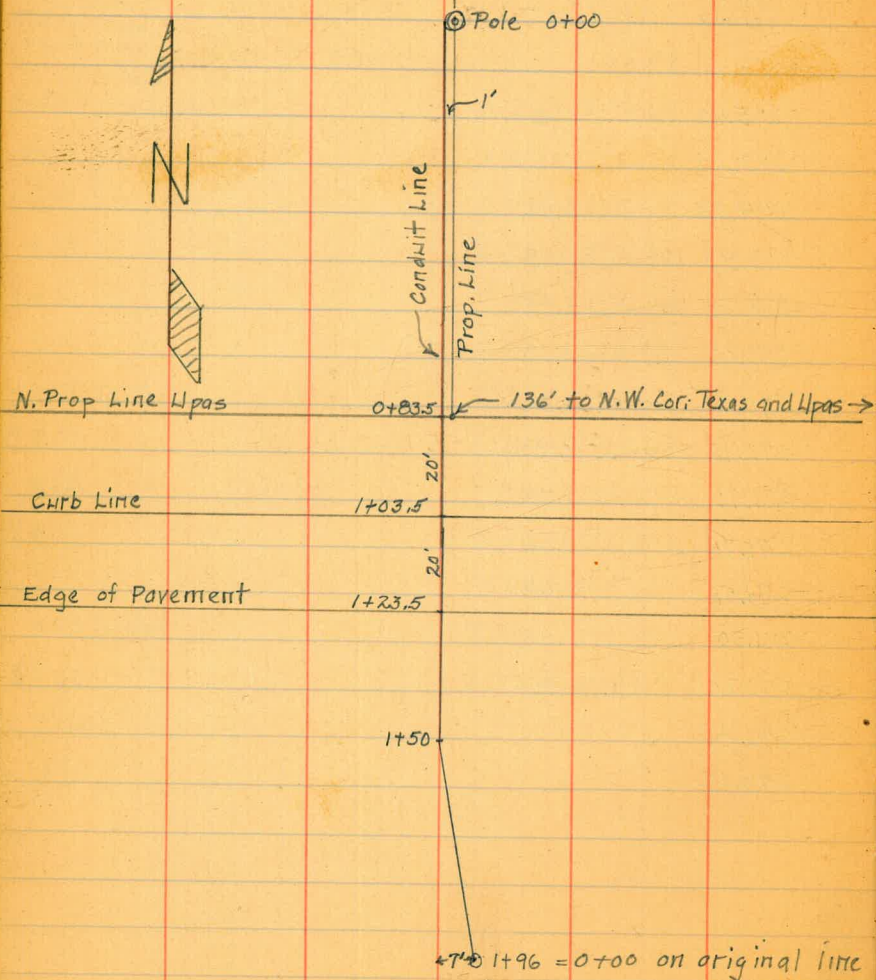 Pole 0+00
1'
N
Conduit Line
Prop. Line
N. Prop Line Upas
0+83.5
136' to N.W. Cor. Texas and Upas
20'
Curb Line
1+03.5
20'
Edge of Pavement
1+23.5
1+50
7' 1+96 = 0+00 on original line